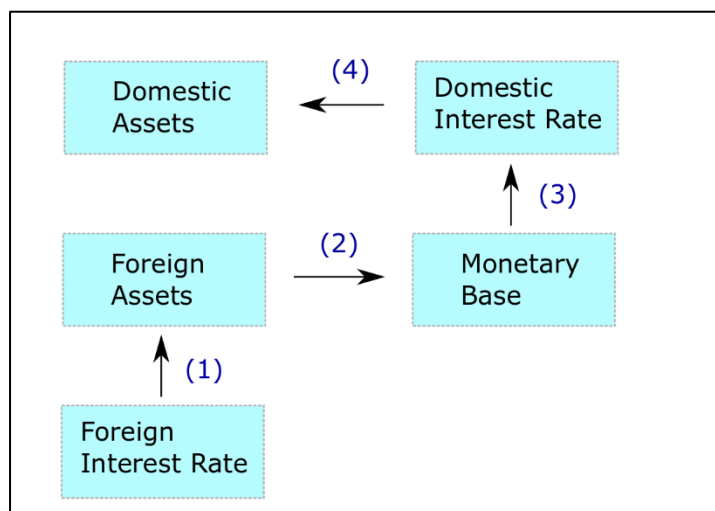 Domestic
Assets
(4)
Domestic
Interest Rate
(3)
Foreign
Assets
(2)
Monetary
Base
(1)
Foreign
Interest Rate